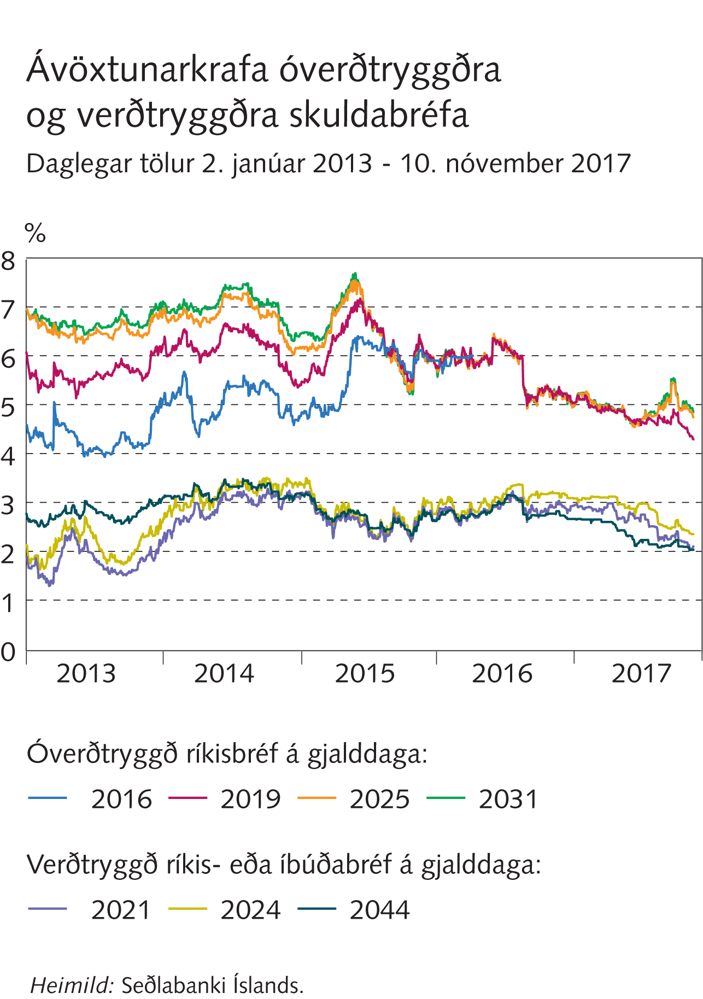 Ávöxtunarkrafa óverðtryggðra
og verðtryggðra skuldabréfa
Daglegar tölur 2. janúar 2013 - 10. nóvember 2017
%
8
7
6
5
4
3
2
1
0
2013 2014 2015 2016 2017
Óverðtryggð ríkisbréf á gjalddaga:
2016 2019 2025 2031
Verðtryggð ríkis- eða íbúðabréf á gjalddaga:
2021 2024 2044
Heimild: Seðlabanki Íslands.